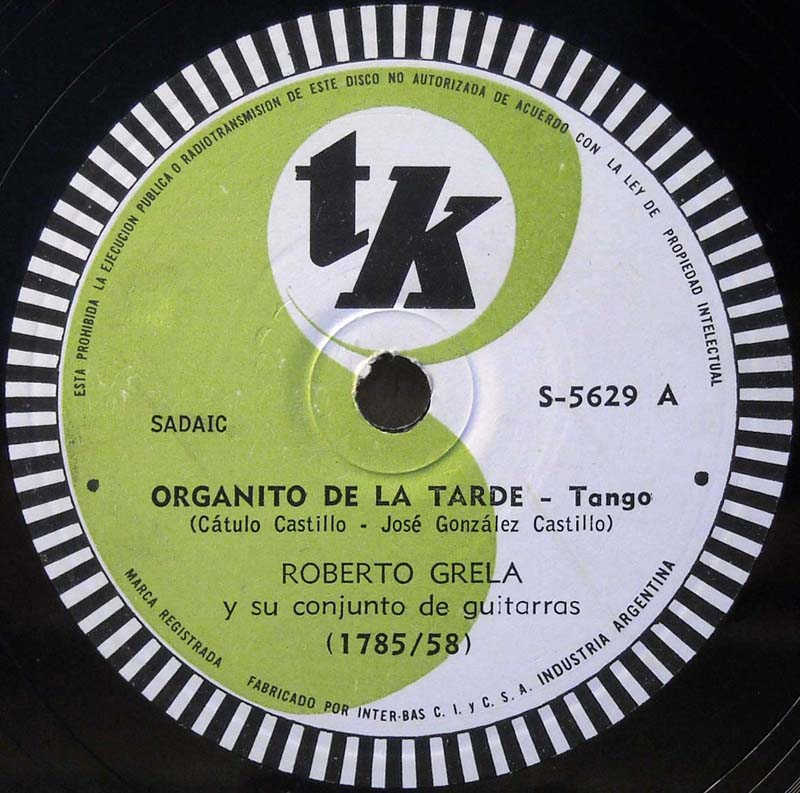 ESTA PROHIBIDA LA EJECUCION PUBLICA O RADIOTRANSMISION DE ESTE DISCO NO AUTORIZADA DE ACUERDO CON LA LEY DE PROPIEDAD INTELECTUAL
tk
S-5629 A
SADAIC
ORGANITO DE LA TARDE - Tango
(Cátulo Castillo - José González Castillo)
ROBERTO GRELA
y su conjunto de guitarras
(1785/58)
MARCA REGISTRADA
FABRICADO POR INTER-BAS C. I. y C. S. A. INDUSTRIA ARGENTINA